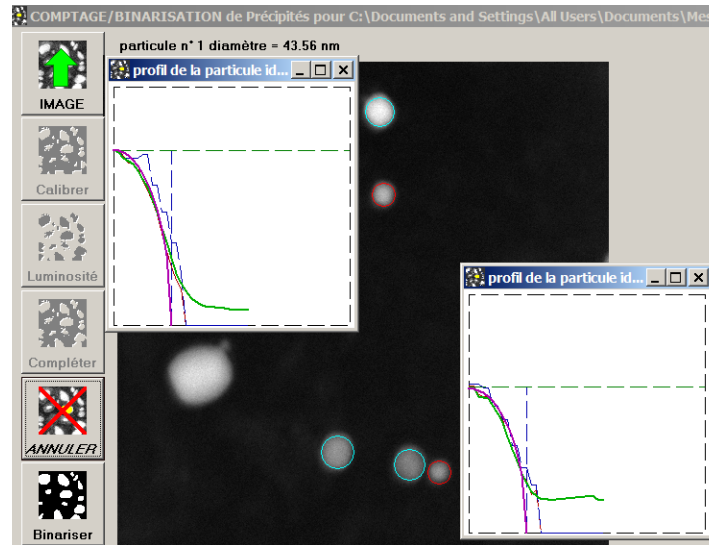 COMPTAGE/BINARISATION de Précipités pour C:\Documents and Settings\All Users\Documents\Mes
particule n° 1 diamètre = 43.56 nm
profil de la particule id...
IMAGE
Calibrer
Luminosité
profil de la particule id...
Compléter
ANNULER
Binariser